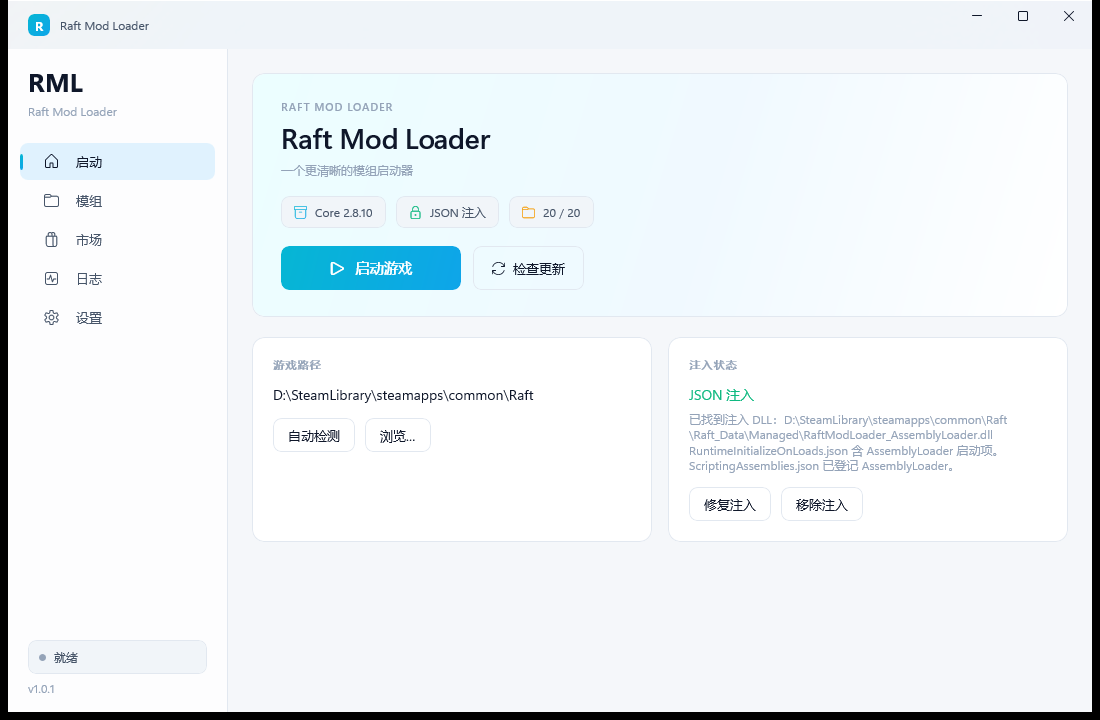 R Raft Mod Loader
RML
Raft Mod Loader
启动
模组
市场
日志
设置
就绪
v1.0.1
RAFT MOD LOADER
Raft Mod Loader
一个更清晰的模组启动器
Core 2.8.10 JSON 注入 20 / 20
启动游戏 检查更新
游戏路径
D:\SteamLibrary\steamapps\common\Raft
自动检测 浏览...
注入状态
JSON 注入
已找到注入 DLL：D:\SteamLibrary\steamapps\common\Raft
\Raft_Data\Managed\RaftModLoader_AssemblyLoader.dll
RuntimeInitializeOnLoads.json 含 AssemblyLoader 启动项。
ScriptingAssemblies.json 已登记 AssemblyLoader。
修复注入 移除注入